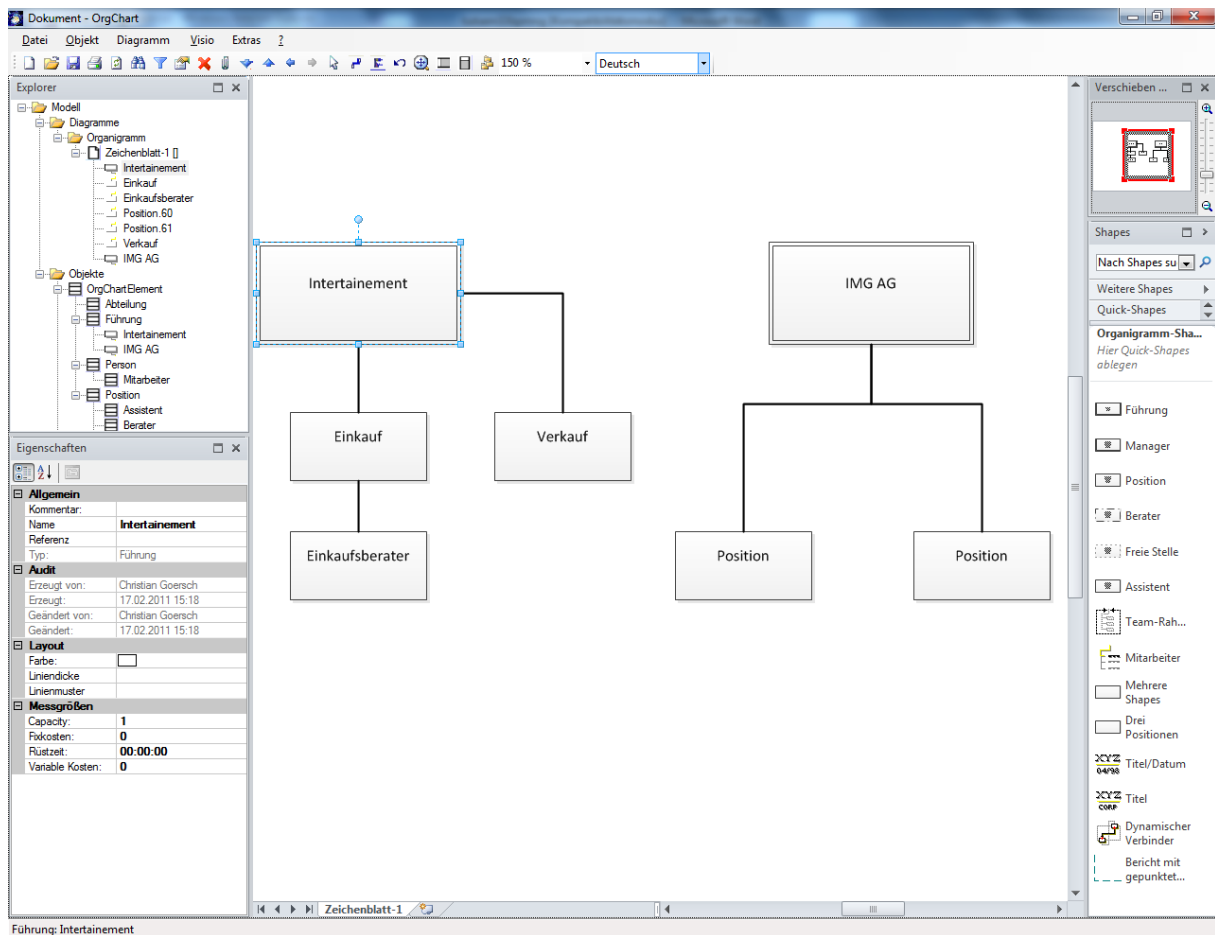 Dokument - OrgChart
Datei Objekt Diagramm Visio Extras ?
150 % Deutsch
Explorer
Modell
Diagramme
Organigramm
Zeichenblatt-1 []
Intertainement
Einkauf
Einkaufsberater
Position.60
Position.61
Verkauf
IMG AG
Objekte
OrgChartElement
Abteilung
Führung
Intertainement
IMG AG
Person
Mitarbeiter
Position
Assistent
Berater
Eigenschaften
Allgemein
Kommentar:
Name Intertainement
Referenz
Typ: Führung
Audit
Erzeugt von: Christian Goersch
Erzeugt: 17.02.2011 15:18
Geändert von: Christian Goersch
Geändert: 17.02.2011 15:18
Layout
Farbe:
Liniendicke
Linienmuster
Messgrößen
Capacity: 1
Fixkosten: 0
Rüstzeit: 00:00:00
Variable Kosten: 0
Intertainement
IMG AG
Einkauf
Verkauf
Einkaufsberater
Position
Position
Zeichenblatt-1
Verschieben ...
Shapes
Nach Shapes su
Weitere Shapes
Quick-Shapes
Organigramm-Sha...
Hier Quick-Shapes
ablegen
Führung
Manager
Position
Berater
Freie Stelle
Assistent
Team-Rah...
Mitarbeiter
Mehrere
Shapes
Drei
Positionen
XYZ
04/98
Titel/Datum
XYZ
CORP
Titel
Dynamischer
Verbinder
Bericht mit
gepunktet...
Führung: Intertainement